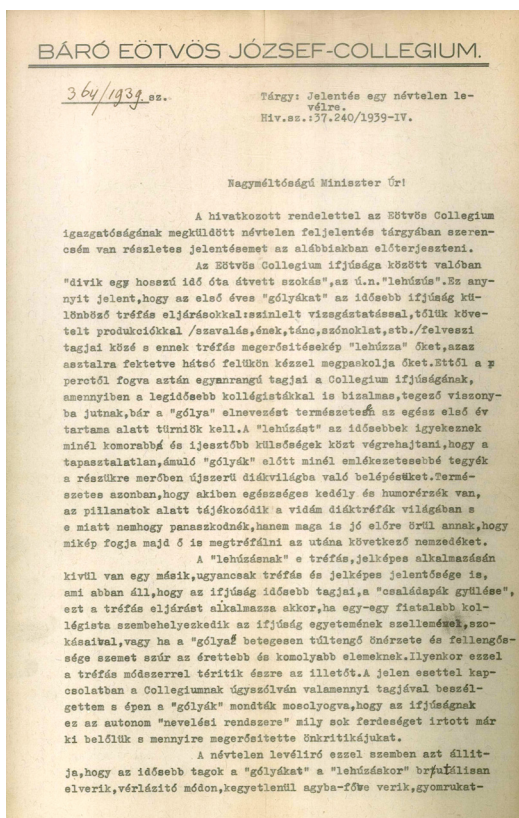 BÁRÓ EÖTVÖS JÓZSEF-COLLEGIUM.
364/1939. sz.
Tárgy: Jelentés egy névtelen le-
vélre.
Hiv.sz.:37.240/1939-IV.
Nagyméltóságú Miniszter Úr!
A hivatkozott rendelettel az Eötvös Collegium
igazgatóságának megküldött névtelen feljelentés tárgyában szeren-
csém van részletes jelentésemet az alábbiakban előterjeszteni.
Az Eötvös Collegium ifjúsága között valóban
"divik egy hosszú idő óta átvett szokás",az ú.n."lehúzús".Ez any-
nyit jelent,hogy az első éves "gólyákat" az idősebb ifjúság kü-
lönböző tréfás eljárásokkal:szinlelt vizsgáztatással,tőlük köve-
telt produkciókkal /szavalás,ének,tánc,szónoklat,stb./felveszi
tagjai közé s ennek tréfás megerősitésekép "lehúzza" őket,azaz
asztalra fektetve hátsó felükön kézzel megpaskolja őket.Ettől a p
perctől fogva aztán egyanrangú tagjai a Collegium ifjúságának,
amennyiben a legidősebb kollégistákkal is bizalmas,tegező viszony-
ba jutnak,bár a "gólya" elnevezést természetesen az egész első év
tartama alatt türniök kell.A "lehúzást" az idősebbek igyekeznek
minél komorabbá és ijesztőbb külsőségek közt végrehajtani,hogy a
tapasztalatlan,ámuló "gólyák" előtt minél emlékezetesebbé tegyék
a részükre merőben újszerű diákvilágba való belépésüket.Termé-
szetes azonban,hogy akiben egészséges kedély és humorérzék van,
az pillanatok alatt tájékozódik a vidám diáktréfák világában s
e miatt nemhogy panaszkodnék,hanem maga is jó előre örül annak,hogy
mikép fogja majd ő is megtréfálni az utána következő nemzedéket.
A "lehúzásnak" e tréfás,jelképes alkalmazásán
kivül van egy másik,ugyancsak tréfás és jelképes jelentősége is,
ami abban áll,hogy az ifjúság idősebb tagjai,a "családapák gyülése",
ezt a tréfás eljárást alkalmazza akkor,ha egy-egy fiatalabb kol-
légista szembehelyezkedik az ifjúság egyetemének szellemével,szo-
kásaival,vagy ha a "gólya" betegesen túltengő önérzete és fellengős-
sége szemet szúr az érettebb és komolyabb elemeknek.Ilyenkor ezzel
a tréfás módszerrel téritik észre az illetőt.A jelen esettel kap-
csolatban a Collegiumnak úgyszólván valamennyi tagjával beszél-
gettem s épen a "gólyák" mondták mosolyogva,hogy az ifjúságnak
ez az autonom "nevelési rendszere" mily sok ferdeséget irtott már
ki belőlük s mennyire megerősitette önkritikájukat.
A névtelen levéliró ezzel szemben azt állit-
ja,hogy az idősebb tagok a "gólyákat" a "lehúzáskor" brutálisan
elverik,vérlázitó módon,kegyetlenül agyba-főbe verik,gyomrukat-